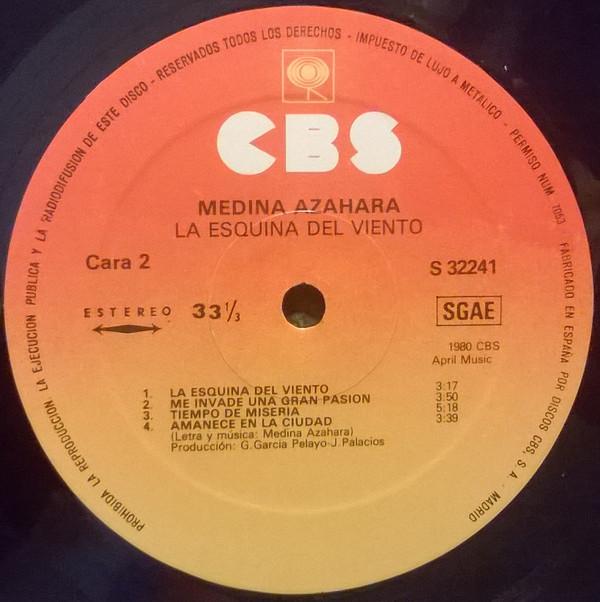 PROHIBIDA LA REPRODUCCION LA EJECUCION PUBLICA Y LA RADIODIFUSION DE ESTE DISCO - RESERVADOS TODOS LOS DERECHOS - IMPUESTO DE LUJO A METALICO - PERMISO NUM. 7053 - FABRICADO EN ESPAÑA POR DISCOS CBS, S. A. - MADRID
CBS
MEDINA AZAHARA
LA ESQUINA DEL VIENTO
Cara 2
S 32241
ESTEREO 33 1/3
SGAE
1980 CBS
April Music
1. LA ESQUINA DEL VIENTO 3:17
2. ME INVADE UNA GRAN PASION 3:50
3. TIEMPO DE MISERIA 5:18
4. AMANECE EN LA CIUDAD 3:39
(Letra y música: Medina Azahara)
Producción: G. García Pelayo-J. Palacios